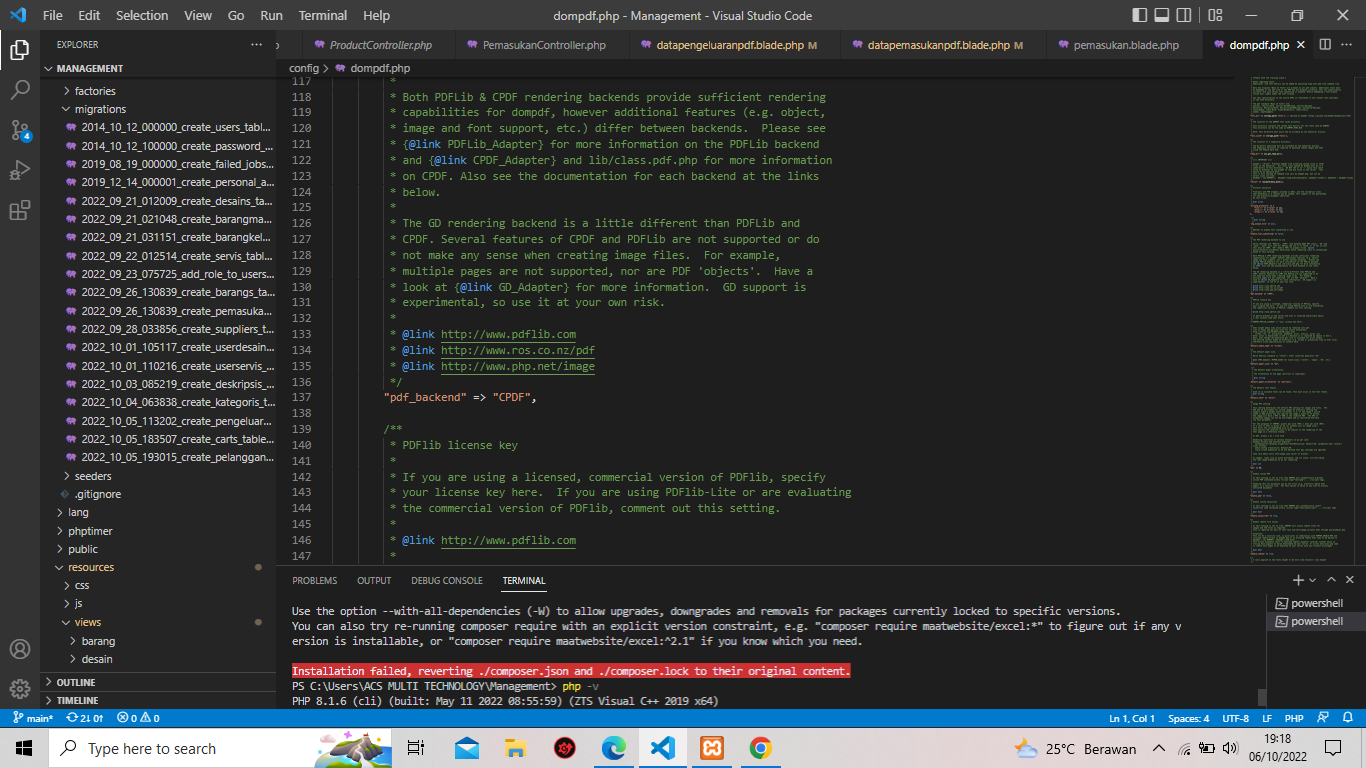 File Edit Selection View Go Run Terminal Help
dompdf.php - Management - Visual Studio Code
EXPLORER
MANAGEMENT
factories
migrations
2014_10_12_000000_create_users_tabl...
2014_10_12_100000_create_password_...
2019_08_19_000000_create_failed_jobs...
2019_12_14_000001_create_personal_a...
2022_09_21_012009_create_desains_ta...
2022_09_21_021048_create_barangma...
2022_09_21_031151_create_barangkel...
2022_09_22_012514_create_servis_tabl...
2022_09_23_075725_add_role_to_users...
2022_09_26_130839_create_barangs_ta...
2022_09_26_130839_create_pemasuka...
2022_09_28_033856_create_suppliers_t...
2022_10_01_105117_create_userdesain...
2022_10_01_110216_create_userservis_...
2022_10_03_085219_create_deskripsis_...
2022_10_04_063838_create_kategoris_t...
2022_10_05_113202_create_pengeluar...
2022_10_05_183507_create_carts_table...
2022_10_05_193015_create_pelanggan...
seeders
.gitignore
lang
phptimer
public
resources
css
js
views
barang
desain
OUTLINE
TIMELINE
ProductController.php
PemasukanController.php
datapengeluaranpdf.blade.php M
datapemasukanpdf.blade.php M
pemasukan.blade.php
dompdf.php
config > dompdf.php
117 *
118 * Both PDFLib & CPDF rendering backends provide sufficient rendering
119 * capabilities for dompdf, however additional features (e.g. object,
120 * image and font support, etc.) differ between backends. Please see
121 * {@link PDFLib_Adapter} for more information on the PDFLib backend
122 * and {@link CPDF_Adapter} and lib/class.pdf.php for more information
123 * on CPDF. Also see the documentation for each backend at the links
124 * below.
125 *
126 * The GD rendering backend is a little different than PDFLib and
127 * CPDF. Several features of CPDF and PDFLib are not supported or do
128 * not make any sense when creating image files. For example,
129 * multiple pages are not supported, nor are PDF 'objects'. Have a
130 * look at {@link GD_Adapter} for more information. GD support is
131 * experimental, so use it at your own risk.
132 *
133 * @link http://www.pdflib.com
134 * @link http://www.ros.co.nz/pdf
135 * @link http://www.php.net/image
136 */
137 "pdf_backend" => "CPDF",
138
139 /**
140 * PDFlib license key
141 *
142 * If you are using a licensed, commercial version of PDFlib, specify
143 * your license key here. If you are using PDFlib-Lite or are evaluating
144 * the commercial version of PDFlib, comment out this setting.
145 *
146 * @link http://www.pdflib.com
147 *
PROBLEMS OUTPUT DEBUG CONSOLE TERMINAL
Use the option --with-all-dependencies (-W) to allow upgrades, downgrades and removals for packages currently locked to specific versions.
You can also try re-running composer require with an explicit version constraint, e.g. "composer require maatwebsite/excel:*" to figure out if any v
ersion is installable, or "composer require maatwebsite/excel:^2.1" if you know which you need.
Installation failed, reverting ./composer.json and ./composer.lock to their original content.
PS C:\Users\ACS MULTI TECHNOLOGY\Management> php -v
PHP 8.1.6 (cli) (built: May 11 2022 08:55:59) (ZTS Visual C++ 2019 x64)
powershell
powershell
4
main* 2↓ 0↑ 0 0
Ln 1, Col 1 Spaces: 4 UTF-8 LF PHP
Type here to search
25°C Berawan
19:18
06/10/2022